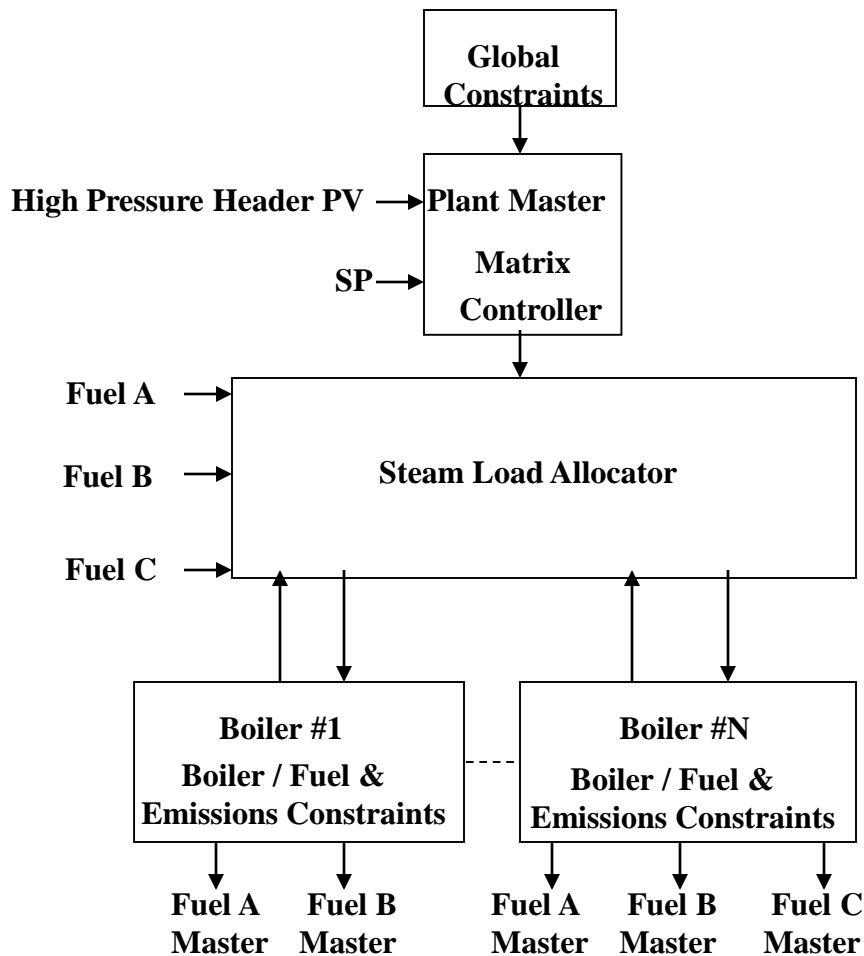 Global
Constraints
High Pressure Header PV
Plant Master
SP
Matrix
Controller
Fuel A
Fuel B
Steam Load Allocator
Fuel C
Boiler #1
Boiler / Fuel &
Emissions Constraints
Boiler #N
Boiler / Fuel &
Emissions Constraints
Fuel A
Master
Fuel B
Master
Fuel A
Master
Fuel B
Master
Fuel C
Master